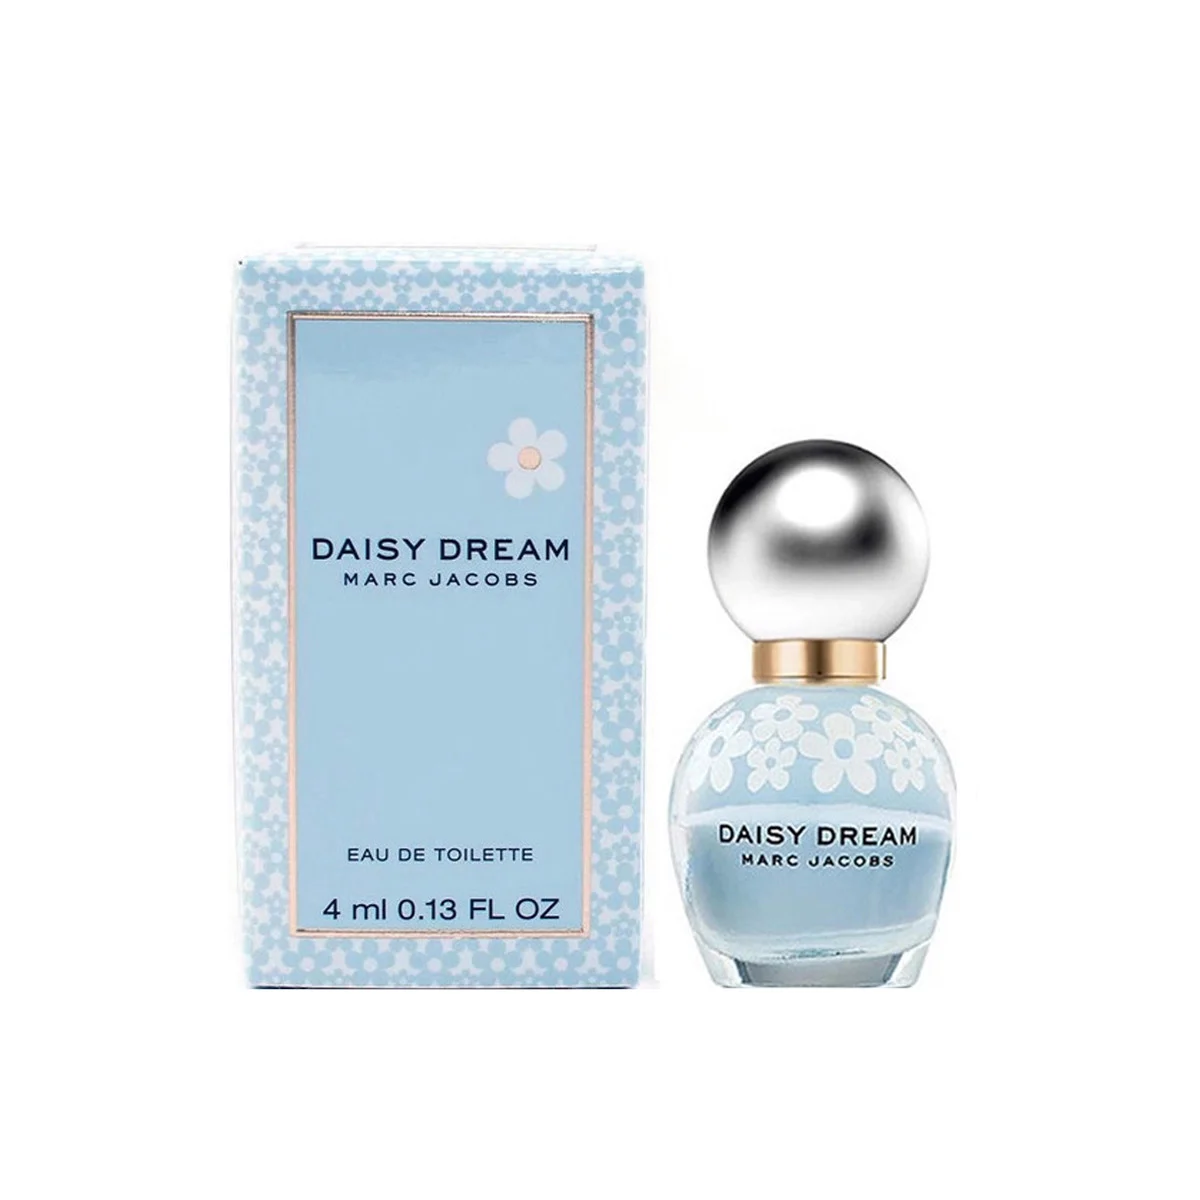 DAISY DREAM
MARC JACOBS
EAU DE TOILETTE
4 ml 0.13 FL OZ
DAISY DREAM
MARC JACOBS